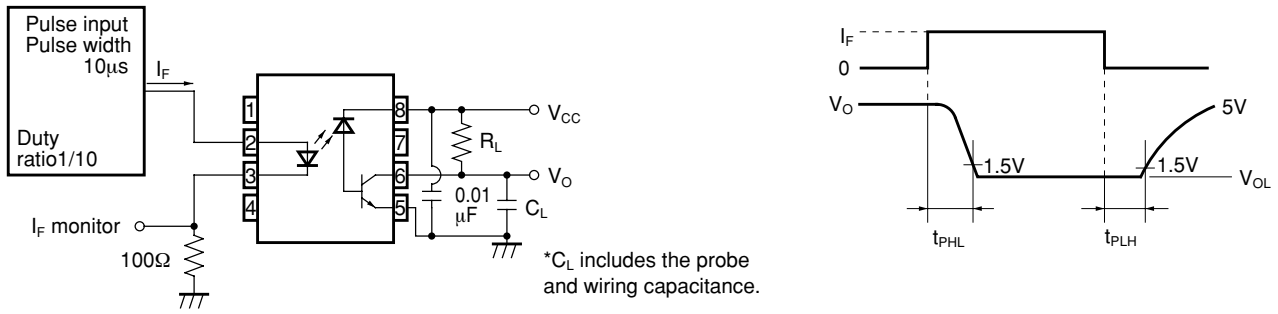 Pulse input
Pulse width
10μs
Duty
ratio1/10
I_F
1
2
3
4
8
7
6
5
V_CC
R_L
V_O
0.01
μF
C_L
I_F monitor
100Ω
*C_L includes the probe
and wiring capacitance.
I_F
0
V_O
5V
1.5V
1.5V
V_OL
t_PHL
t_PLH